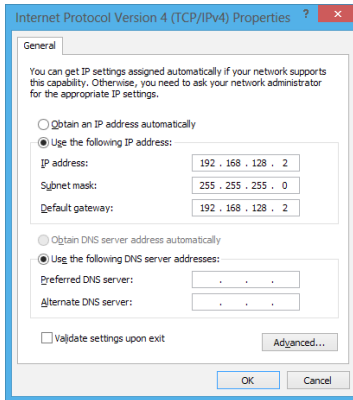 Internet Protocol Version 4 (TCP/IPv4) Properties ? ×
General
You can get IP settings assigned automatically if your network supports
this capability. Otherwise, you need to ask your network administrator
for the appropriate IP settings.
Obtain an IP address automatically
Use the following IP address:
IP address: 192 . 168 . 128 . 2
Subnet mask: 255 . 255 . 255 . 0
Default gateway: 192 . 168 . 128 . 2
Obtain DNS server address automatically
Use the following DNS server addresses:
Preferred DNS server: . . .
Alternate DNS server: . . .
Validate settings upon exit
Advanced...
OK Cancel